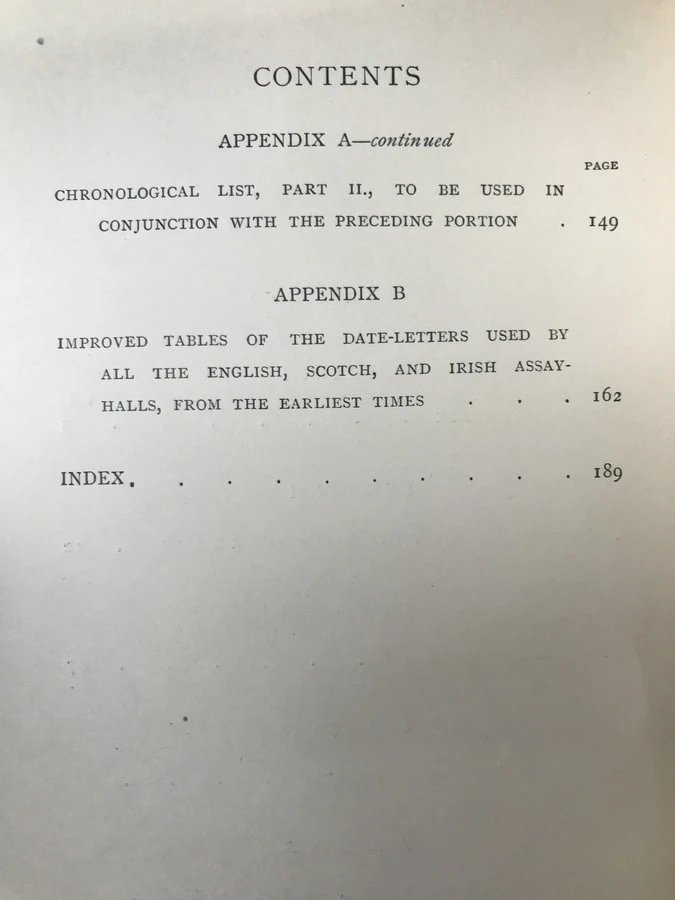 CONTENTS
APPENDIX A—continued
PAGE
CHRONOLOGICAL LIST, PART II., TO BE USED IN
CONJUNCTION WITH THE PRECEDING PORTION . 149
APPENDIX B
IMPROVED TABLES OF THE DATE-LETTERS USED BY
ALL THE ENGLISH, SCOTCH, AND IRISH ASSAY-
HALLS, FROM THE EARLIEST TIMES . . . 162
INDEX . . . . . . . . . . 189